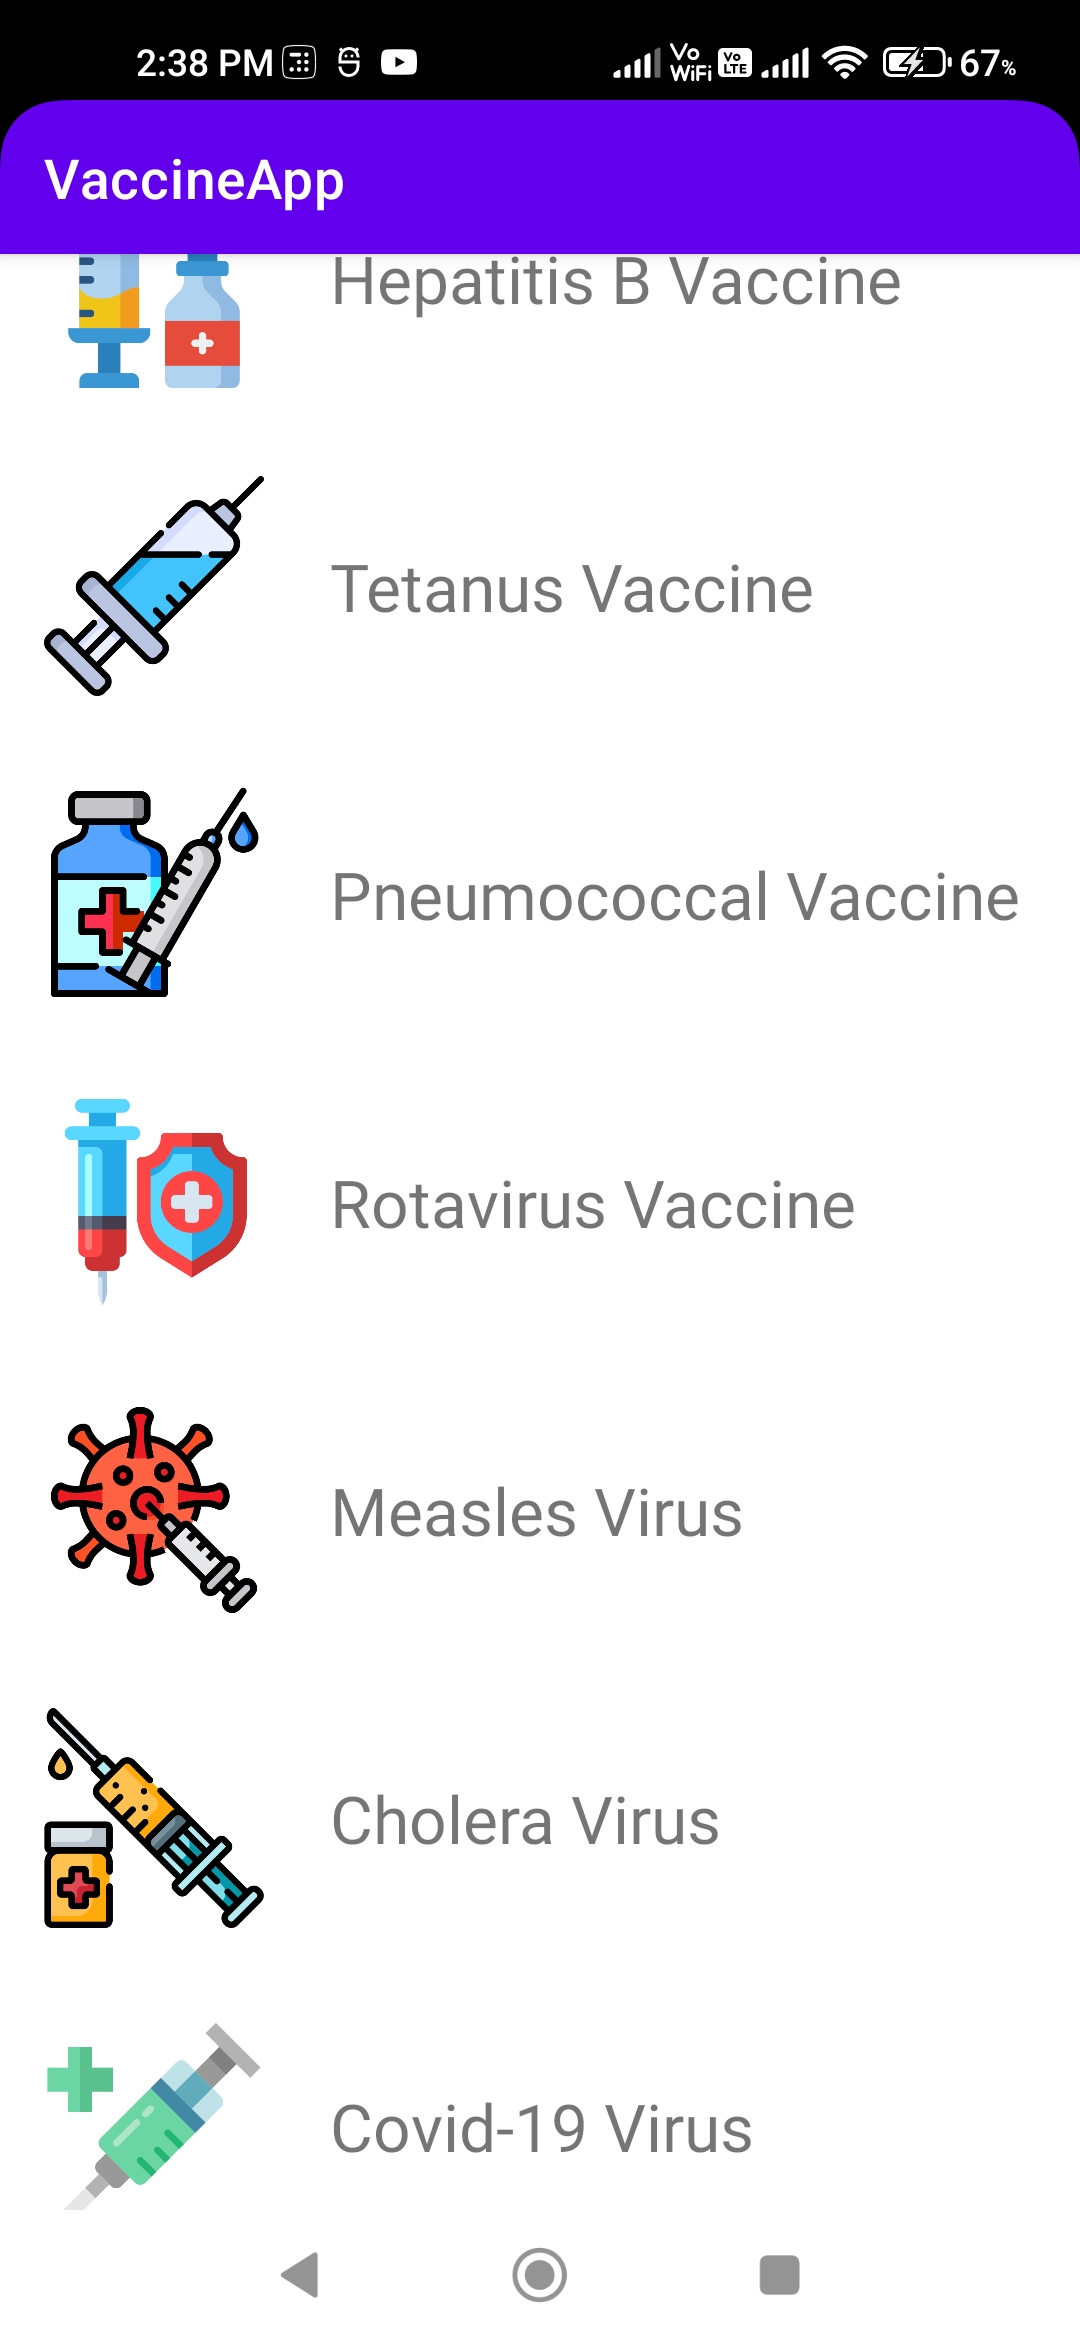 2:38 PM
Vo
WiFi
Vo
LTE
67%
VaccineApp
Hepatitis B Vaccine
Tetanus Vaccine
Pneumococcal Vaccine
Rotavirus Vaccine
Measles Virus
Cholera Virus
Covid-19 Virus